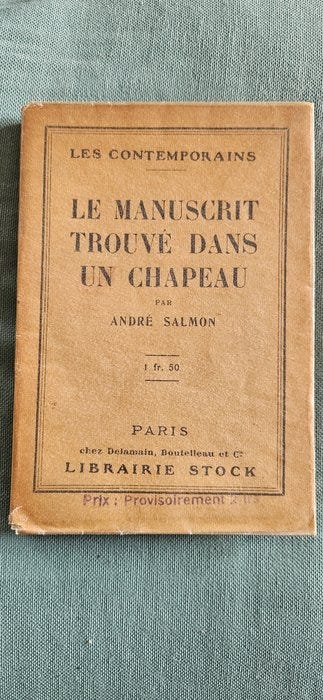 LES CONTEMPORAINS
LE MANUSCRIT
TROUVÉ DANS
UN CHAPEAU
PAR
ANDRÉ SALMON
1 fr. 50
PARIS
chez Delamain, Boutelleau et Cie
LIBRAIRIE STOCK
Prix : Provisoirement